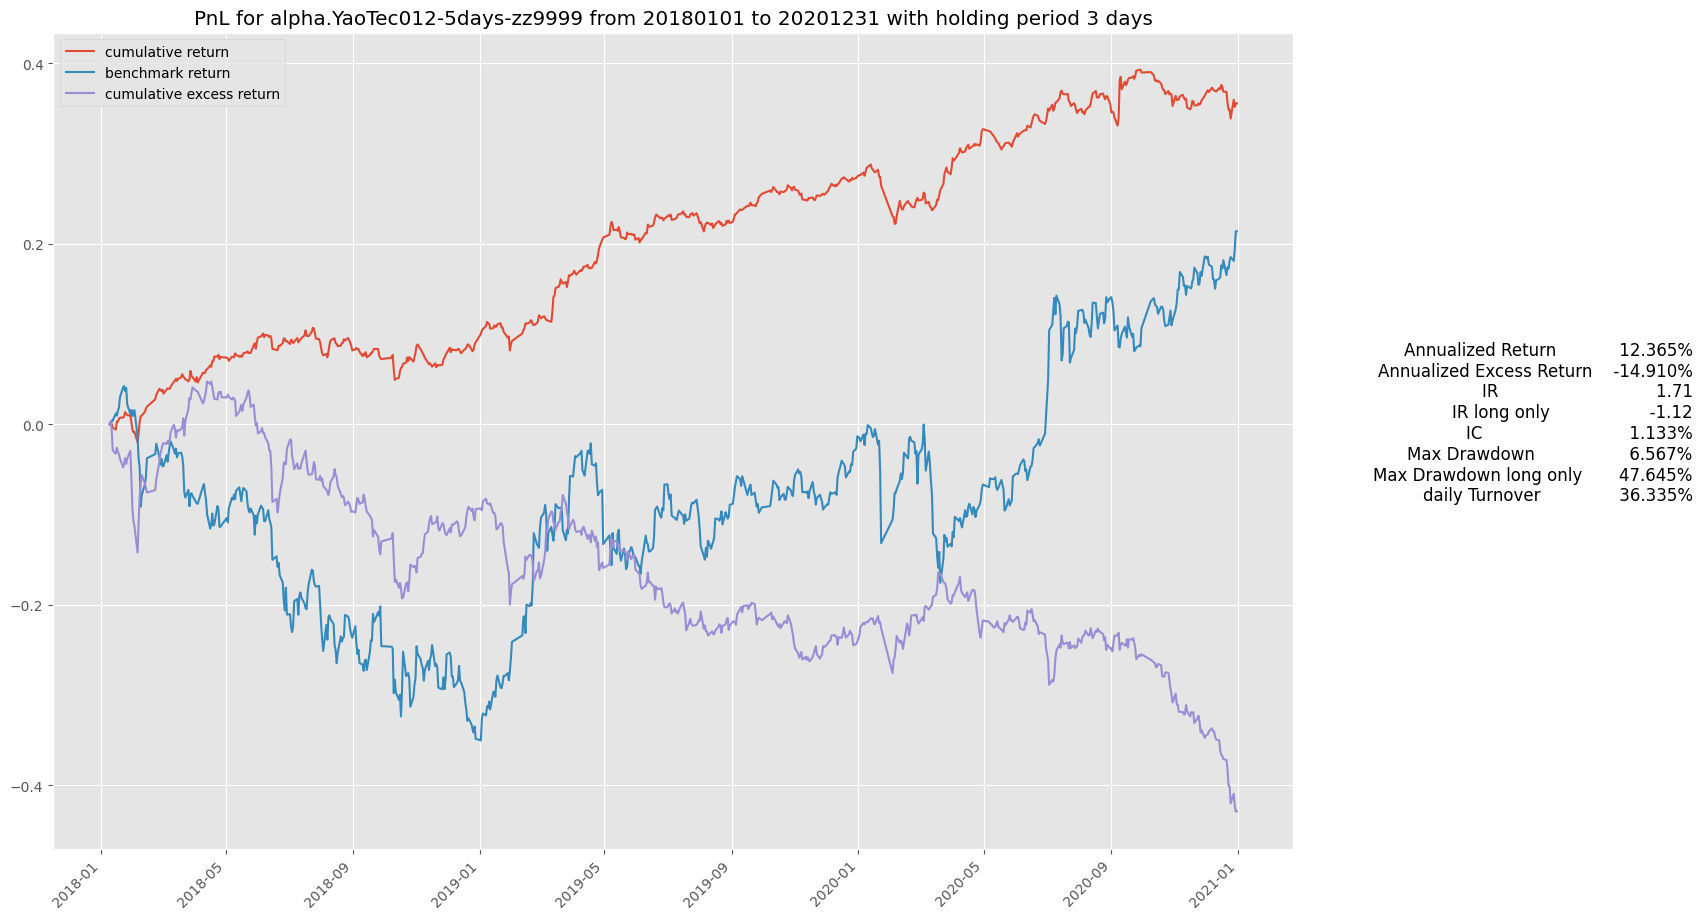 PnL for alpha.YaoTec012-5days-zz9999 from 20180101 to 20201231 with holding period 3 days
cumulative return
benchmark return
cumulative excess return
0.4
0.2
0.0
−0.2
−0.4
2018-01
2018-05
2018-09
2019-01
2019-05
2019-09
2020-01
2020-05
2020-09
2021-01
Annualized Return 12.365%
Annualized Excess Return -14.910%
IR 1.71
IR long only -1.12
IC 1.133%
Max Drawdown 6.567%
Max Drawdown long only 47.645%
daily Turnover 36.335%